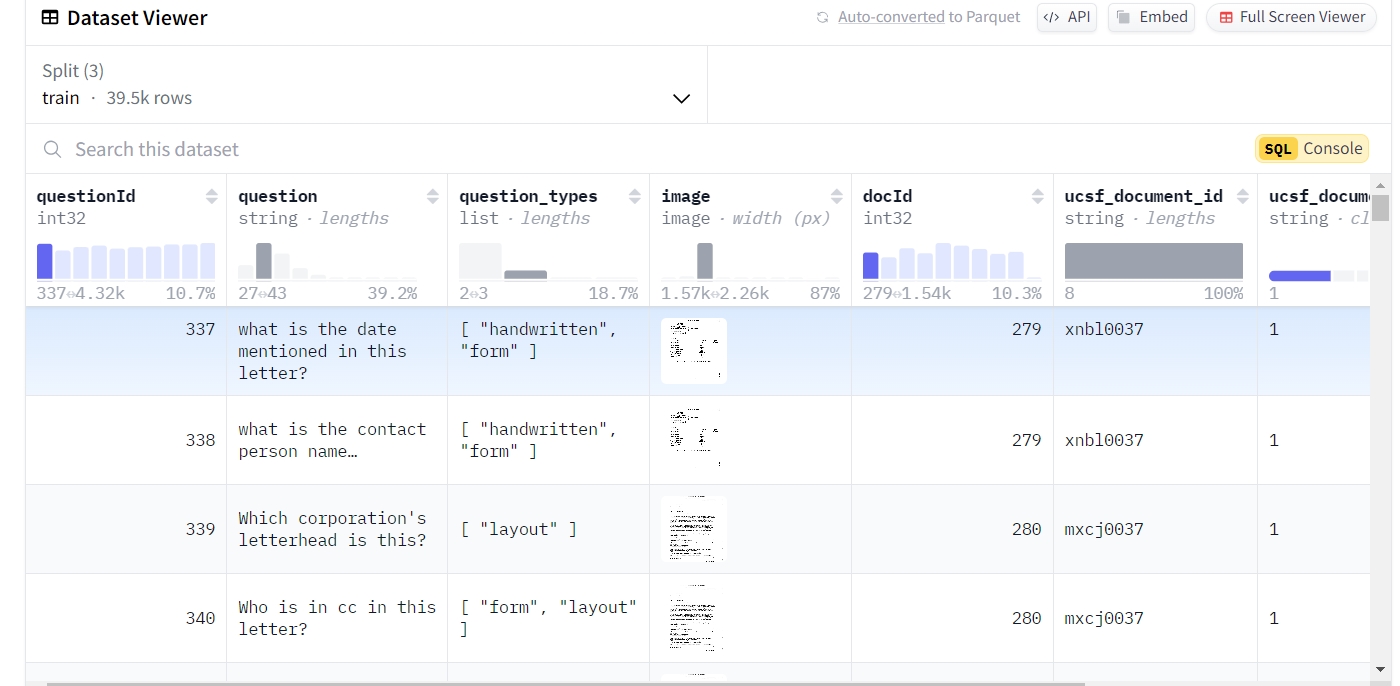 Dataset Viewer
Auto-converted to Parquet
</> API
Embed
Full Screen Viewer
Split (3)
train · 39.5k rows
Search this dataset
SQL Console
questionId
int32
337⇔4.32k 10.7%
question
string · lengths
27⇔43 39.2%
question_types
list · lengths
2⇔3 18.7%
image
image · width (px)
1.57k⇔2.26k 87%
docId
int32
279⇔1.54k 10.3%
ucsf_document_id
string · lengths
8 100%
ucsf_docum
string · cl
1
337
what is the date
mentioned in this
letter?
[ "handwritten",
"form" ]
279
xnbl0037
1
338
what is the contact
person name…
[ "handwritten",
"form" ]
279
xnbl0037
1
339
Which corporation's
letterhead is this?
[ "layout" ]
280
mxcj0037
1
340
Who is in cc in this
letter?
[ "form", "layout"
]
280
mxcj0037
1